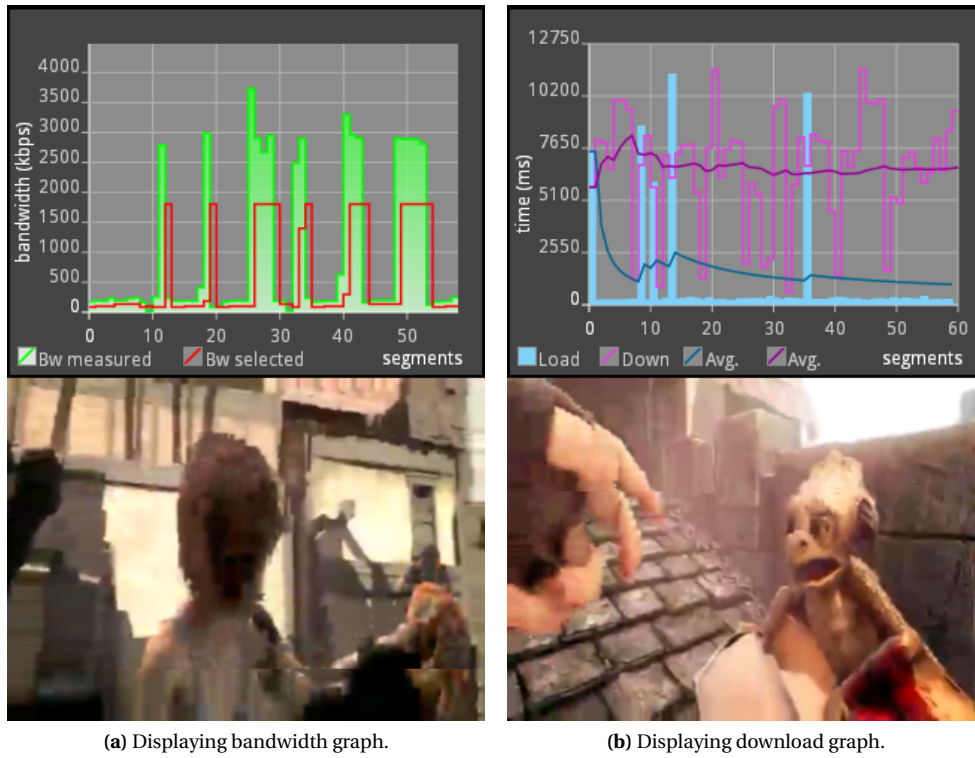 4000
3500
3000
2500
2000
1500
1000
500
0
bandwidth (kbps)
0 10 20 30 40 50
Bw measured Bw selected segments
12750
10200
7650
5100
2550
0
time (ms)
0 10 20 30 40 50 60
Load Down Avg. Avg. segments
(a) Displaying bandwidth graph.
(b) Displaying download graph.